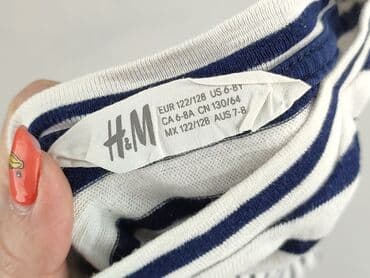 H&M
EUR 122/128 US 6-8Y
CA 6-8A CN 130/64
MX 122/128 AUS 7-8